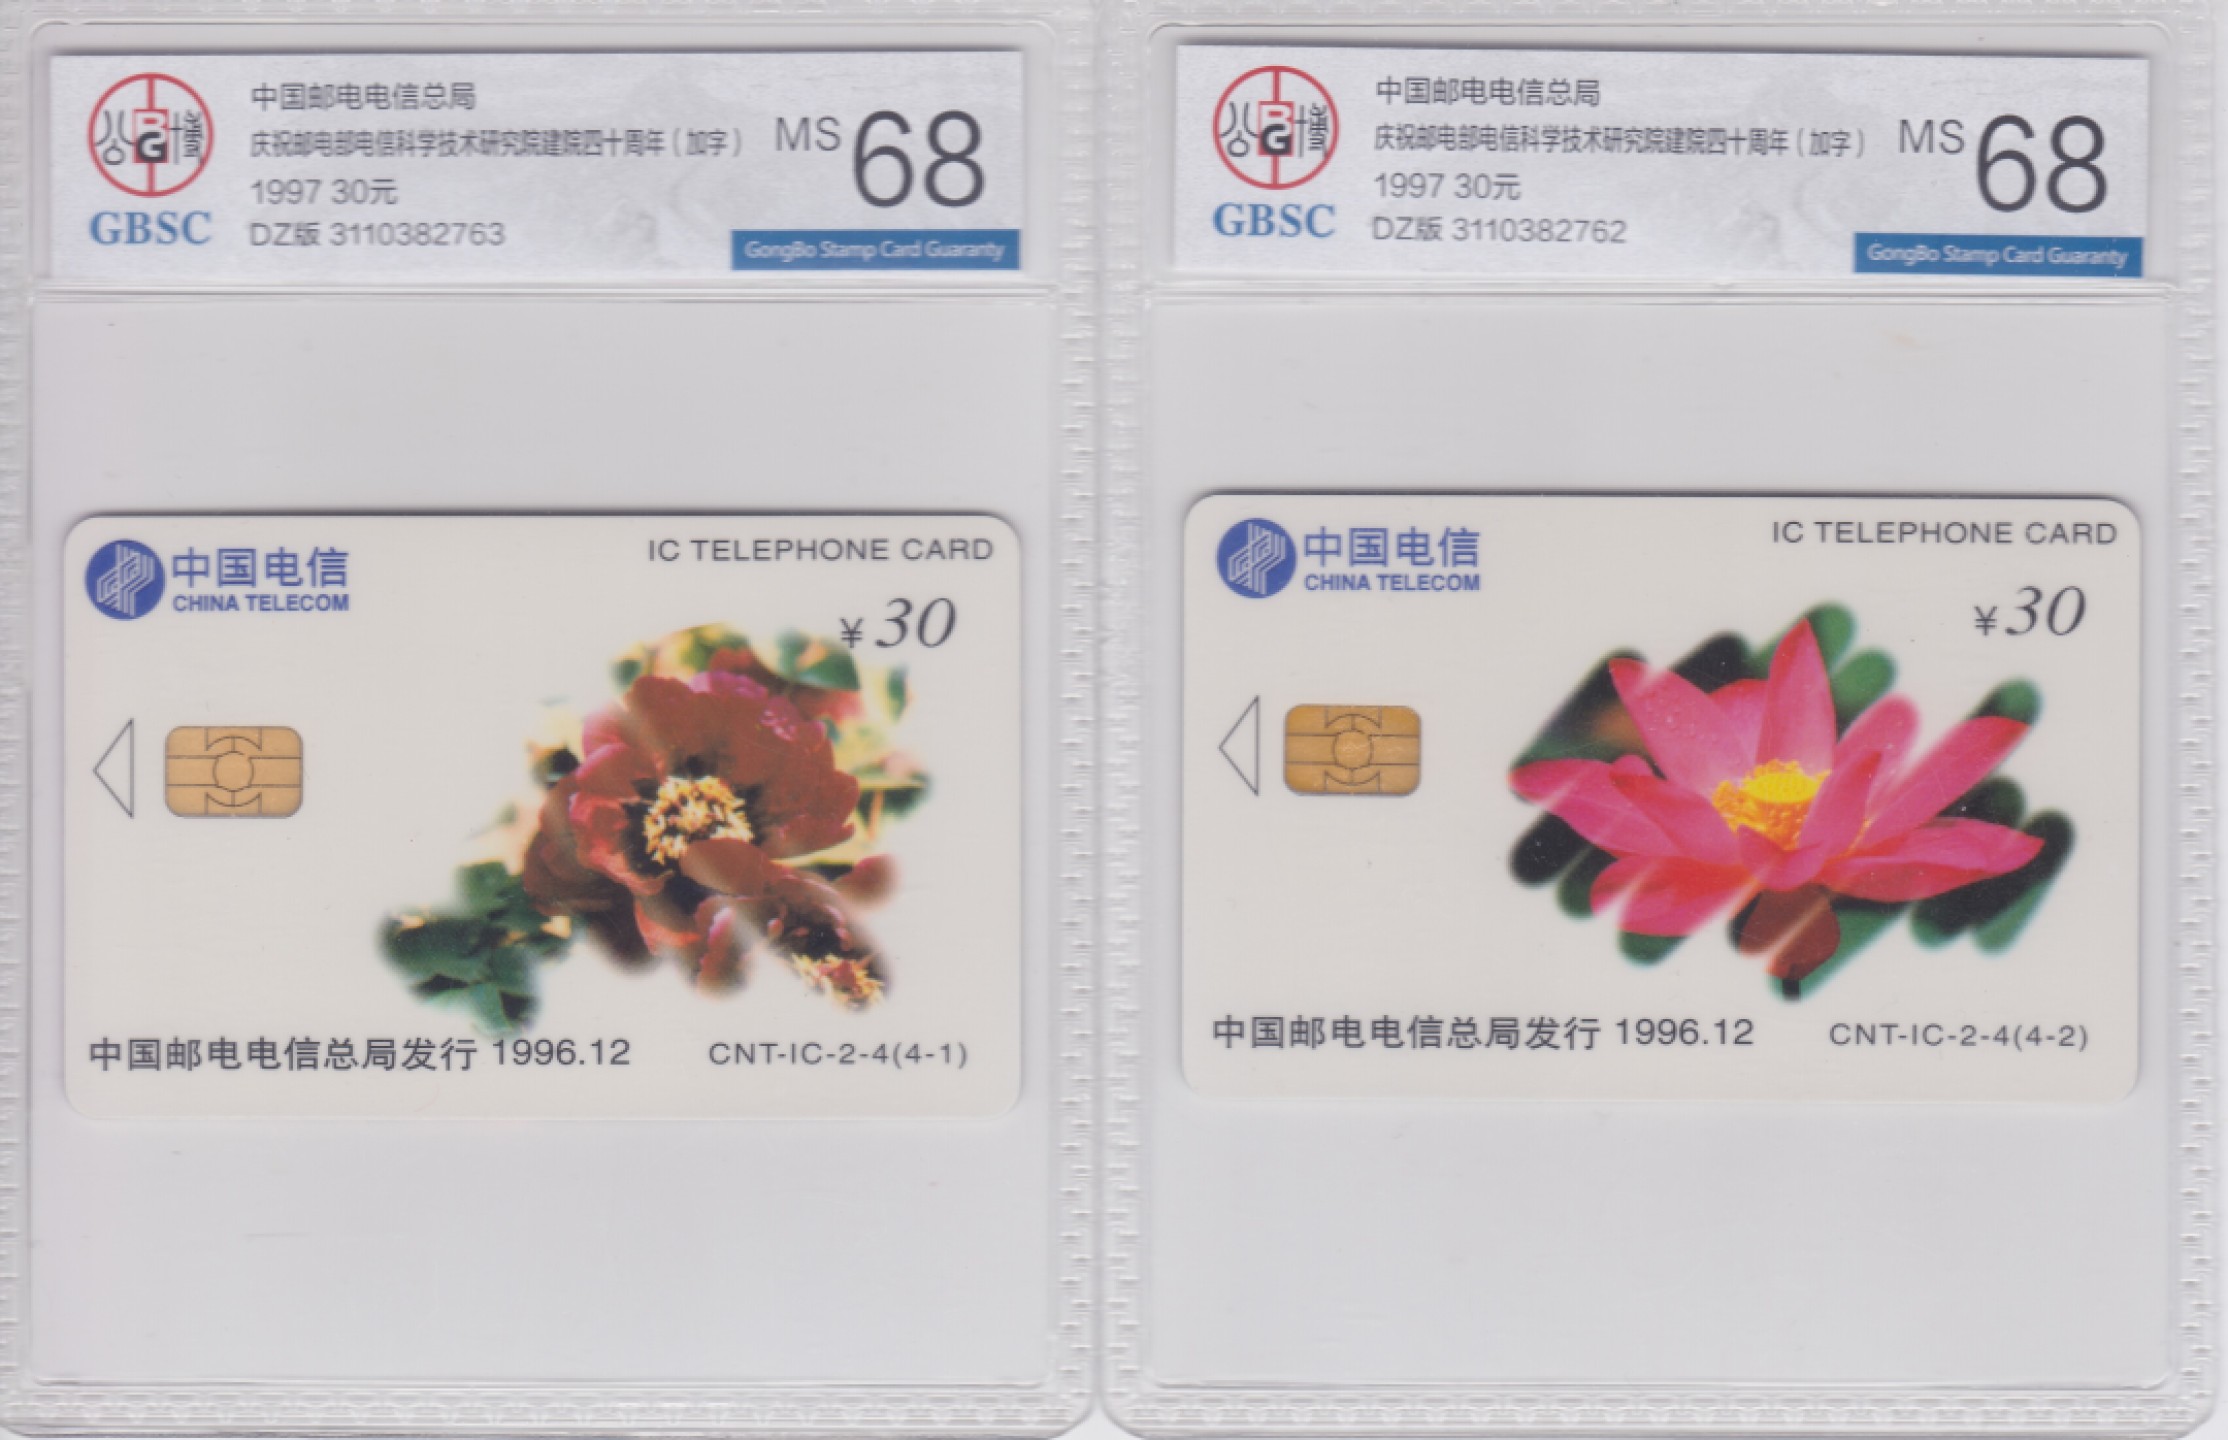 中国邮电电信总局
庆祝邮电部电信科学技术研究院建院四十周年（加字）
1997 30元
DZ版 3110382763
MS 68
公博
BG
GBSC
GongBo Stamp Card Guaranty
中国电信
CHINA TELECOM
IC TELEPHONE CARD
¥30
中国邮电电信总局发行 1996.12
CNT-IC-2-4(4-1)
中国邮电电信总局
庆祝邮电部电信科学技术研究院建院四十周年（加字）
1997 30元
DZ版 3110382762
MS 68
公博
BG
GBSC
GongBo Stamp Card Guaranty
中国电信
CHINA TELECOM
IC TELEPHONE CARD
¥30
中国邮电电信总局发行 1996.12
CNT-IC-2-4(4-2)